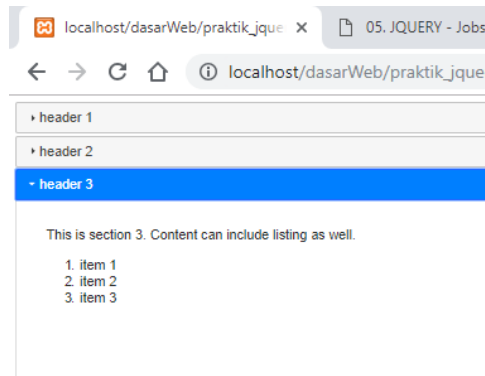 localhost/dasarWeb/praktik_jque
05. JQUERY - Jobs
localhost/dasarWeb/praktik_jque
header 1
header 2
header 3
This is section 3. Content can include listing as well.
1. item 1
2. item 2
3. item 3